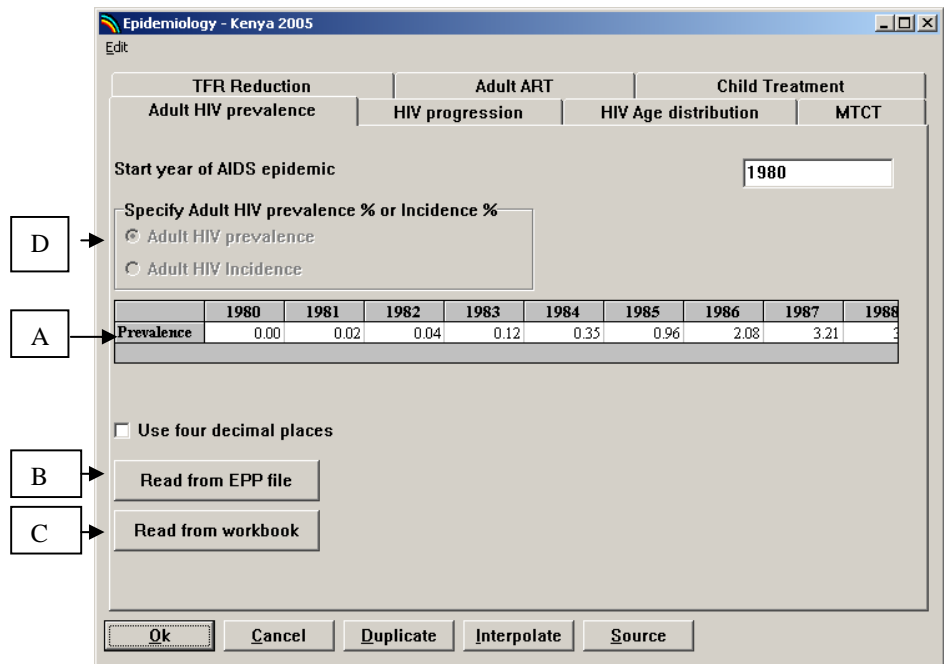 Epidemiology - Kenya 2005
Edit
TFR Reduction Adult ART Child Treatment
Adult HIV prevalence HIV progression HIV Age distribution MTCT
Start year of AIDS epidemic 1980
Specify Adult HIV prevalence % or Incidence %
D Adult HIV prevalence
Adult HIV Incidence
1980 1981 1982 1983 1984 1985 1986 1987 1988
A Prevalence 0.00 0.02 0.04 0.12 0.35 0.96 2.08 3.21
Use four decimal places
B Read from EPP file
C Read from workbook
Ok Cancel Duplicate Interpolate Source